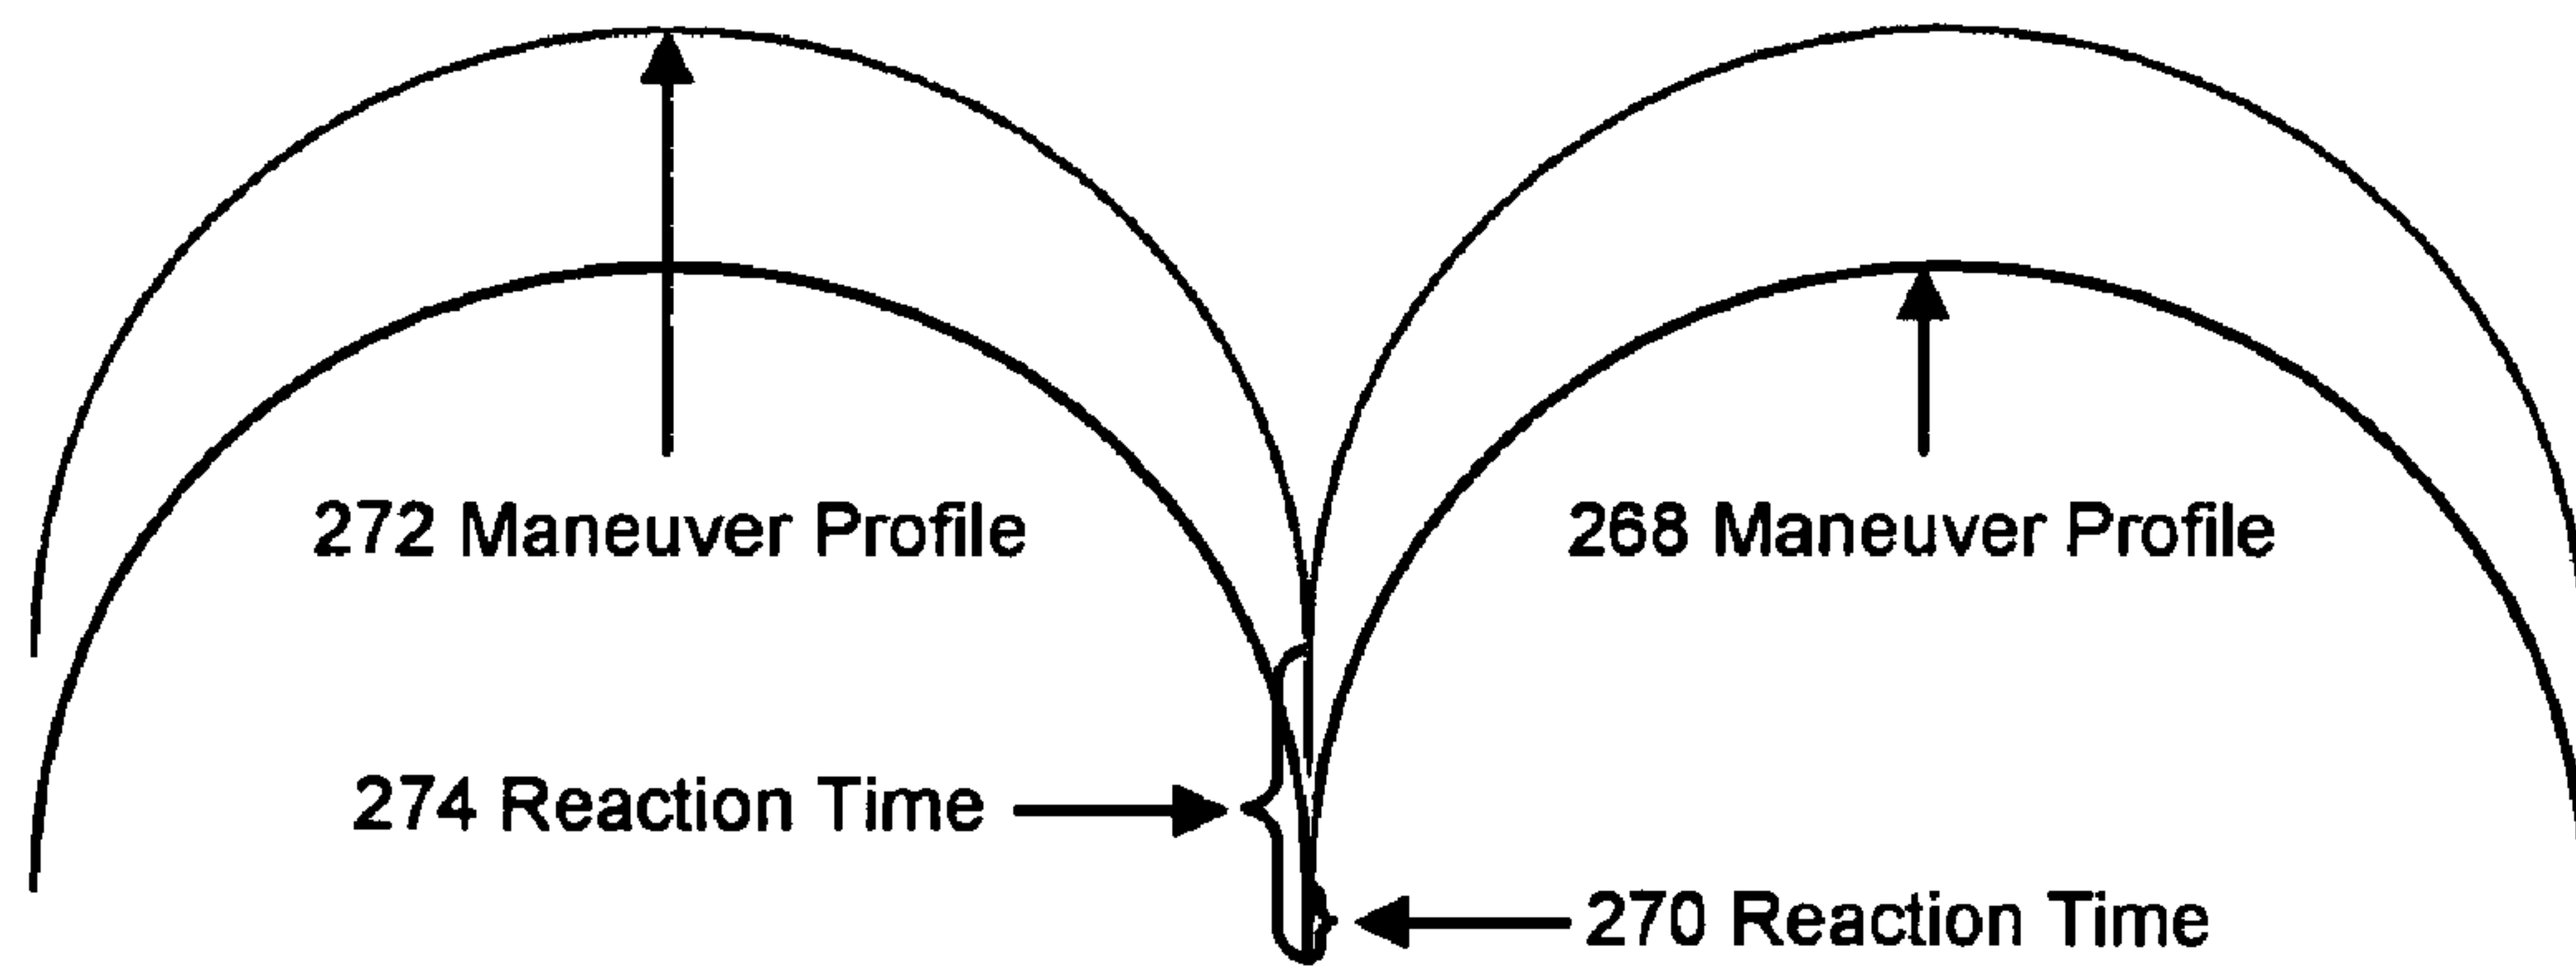 272 Maneuver Profile
268 Maneuver Profile
274 Reaction Time
270 Reaction Time